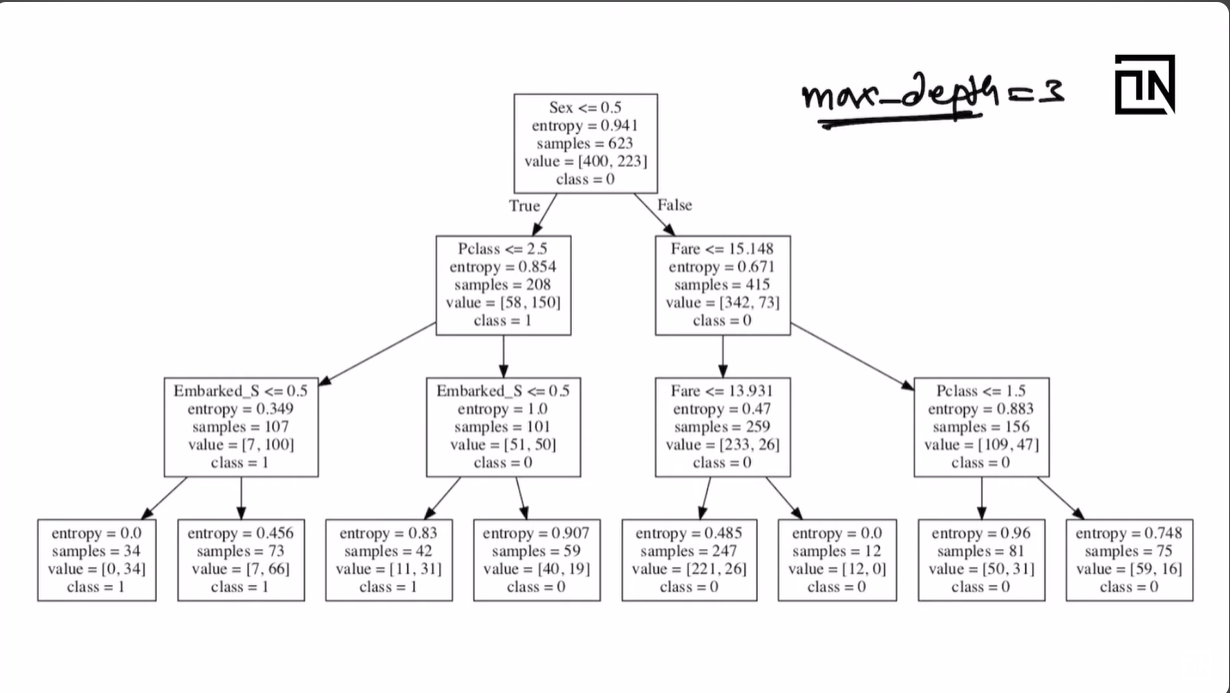 max_depth = 3
Sex <= 0.5
entropy = 0.941
samples = 623
value = [400, 223]
class = 0
True
False
Pclass <= 2.5
entropy = 0.854
samples = 208
value = [58, 150]
class = 1
Fare <= 15.148
entropy = 0.671
samples = 415
value = [342, 73]
class = 0
Embarked_S <= 0.5
entropy = 0.349
samples = 107
value = [7, 100]
class = 1
Embarked_S <= 0.5
entropy = 1.0
samples = 101
value = [51, 50]
class = 0
Fare <= 13.931
entropy = 0.47
samples = 259
value = [233, 26]
class = 0
Pclass <= 1.5
entropy = 0.883
samples = 156
value = [109, 47]
class = 0
entropy = 0.0
samples = 34
value = [0, 34]
class = 1
entropy = 0.456
samples = 73
value = [7, 66]
class = 1
entropy = 0.83
samples = 42
value = [11, 31]
class = 1
entropy = 0.907
samples = 59
value = [40, 19]
class = 0
entropy = 0.485
samples = 247
value = [221, 26]
class = 0
entropy = 0.0
samples = 12
value = [12, 0]
class = 0
entropy = 0.96
samples = 81
value = [50, 31]
class = 0
entropy = 0.748
samples = 75
value = [59, 16]
class = 0